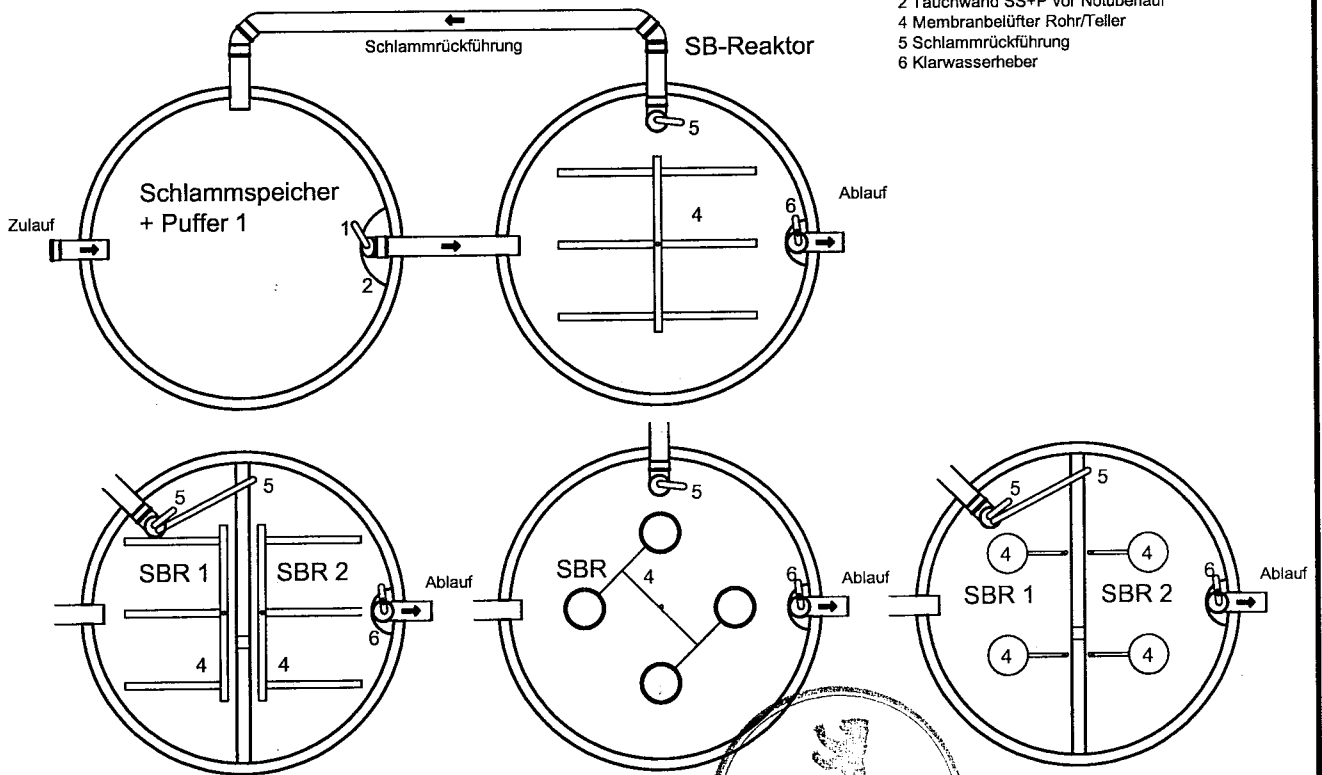 2 Tauchwand SS+P vor Notüberlauf
4 Membranbelüfter Rohr/Teller
5 Schlammrückführung
6 Klarwasserheber
Schlammrückführung
SB-Reaktor
5
Schlammspeicher
+ Puffer 1
Zulauf
1
2
4
6
Ablauf
5
5
SBR 1
SBR 2
4
4
6
Ablauf
5
SBR
4
6
Ablauf
5
5
4
4
SBR 1
SBR 2
4
4
6
Ablauf